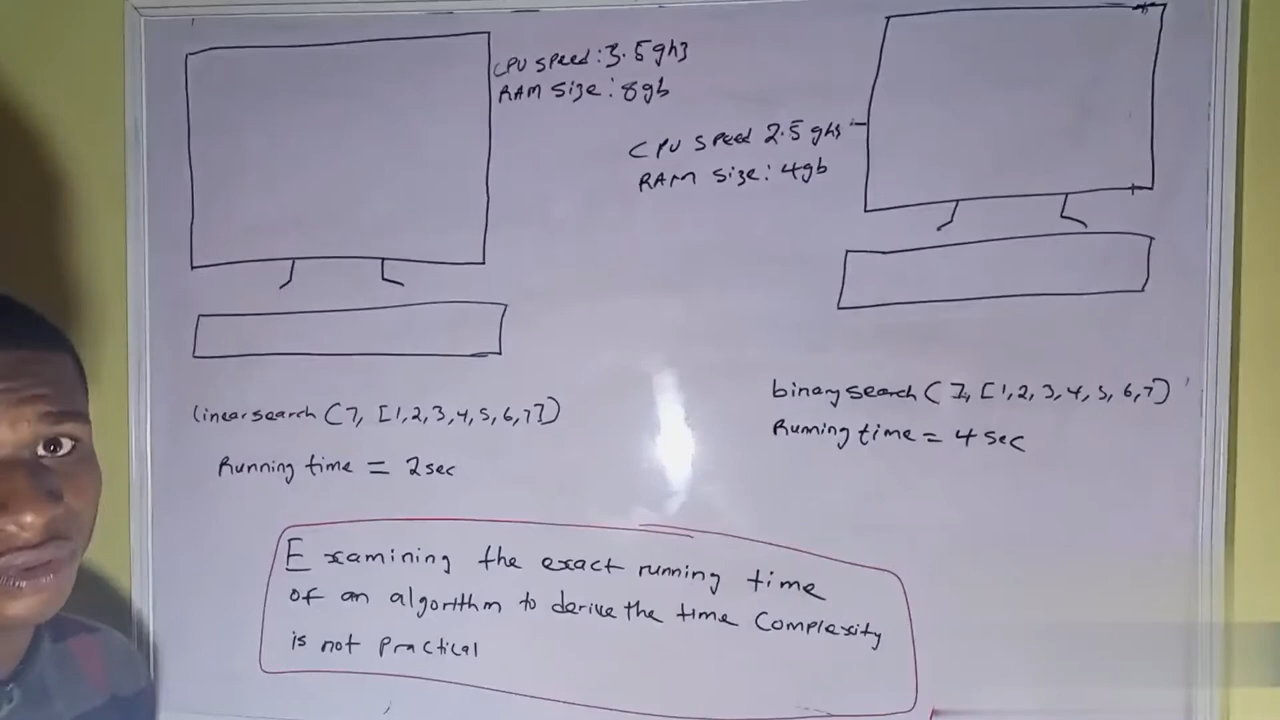 CPU speed: 3.5ghz
RAM size: 8gb
CPU speed 2.5 ghz
RAM size: 4gb
linearsearch (7, [1,2,3,4,5,6,7])
Running time = 2sec
binarysearch (7, [1,2,3,4,5,6,7])
Running time = 4 sec
Examining the exact running time
of an algorithm to derive the time complexity
is not practical